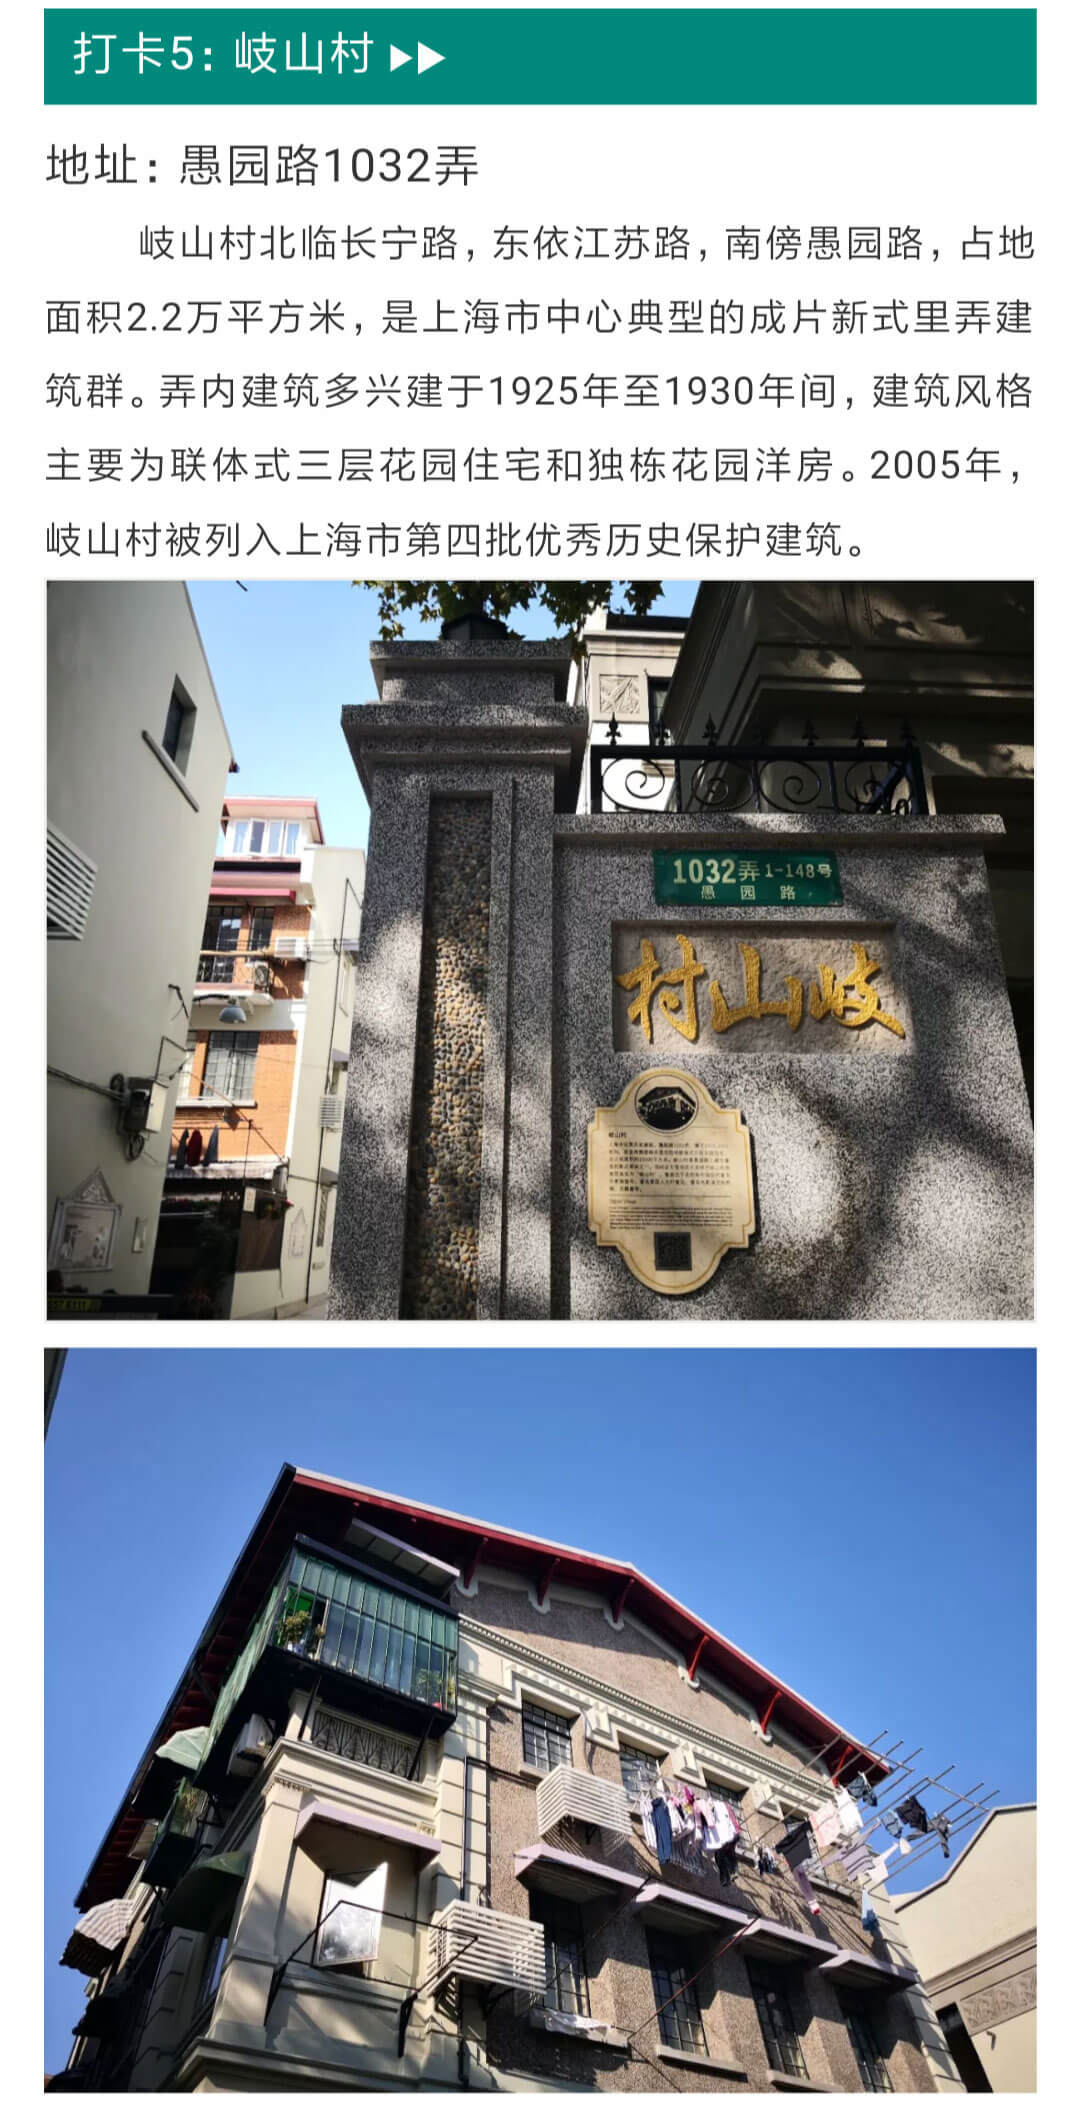 打卡5：岐山村
地址：愚园路1032弄
岐山村北临长宁路，东依江苏路，南傍愚园路，占地
面积2.2万平方米，是上海市中心典型的成片新式里弄建
筑群。弄内建筑多兴建于1925年至1930年间，建筑风格
主要为联体式三层花园住宅和独栋花园洋房。2005年，
岐山村被列入上海市第四批优秀历史保护建筑。
1032弄1-148号
愚园路
村山岐
岐山村